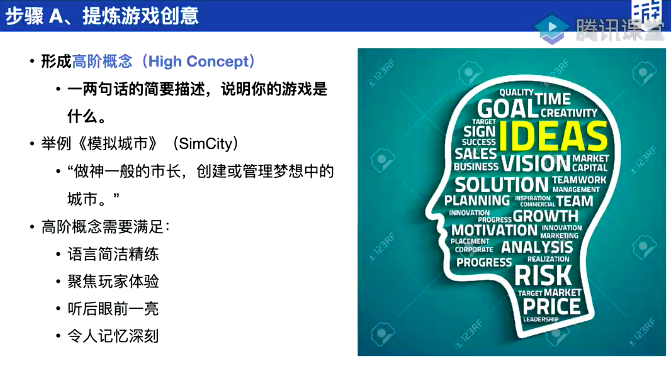 步骤 A、提炼游戏创意
游
腾讯课堂
• 形成高阶概念（High Concept）
• 一两句话的简要描述，说明你的游戏是
什么。
• 举例《模拟城市》（SimCity）
• “做神一般的市长，创建或管理梦想中的
城市。”
• 高阶概念需要满足：
• 语言简洁精练
• 聚焦玩家体验
• 听后眼前一亮
• 令人记忆深刻
QUALITY
GOAL TIME
CREATIVITY
TARGET
SIGN
SUCCESS
IDEAS
SALES
BUSINESS
VISION
MARKET
CAPITAL
SOLUTION
TEAMWORK
MANAGEMENT
PLANNING
INSPIRATION
COMMERCIAL
TEAM
INNOVATION
PROGRESS
GROWTH
MOTIVATION
INNOVATION
MARKETING
PLACEMENT
CORPORATE
ANALYSIS
REALIZATION
PROGRESS
RISK
TARGET MARKET
PRICE
LEADERSHIP
123RF
123RF
123RF
123RF
123RF
123RF